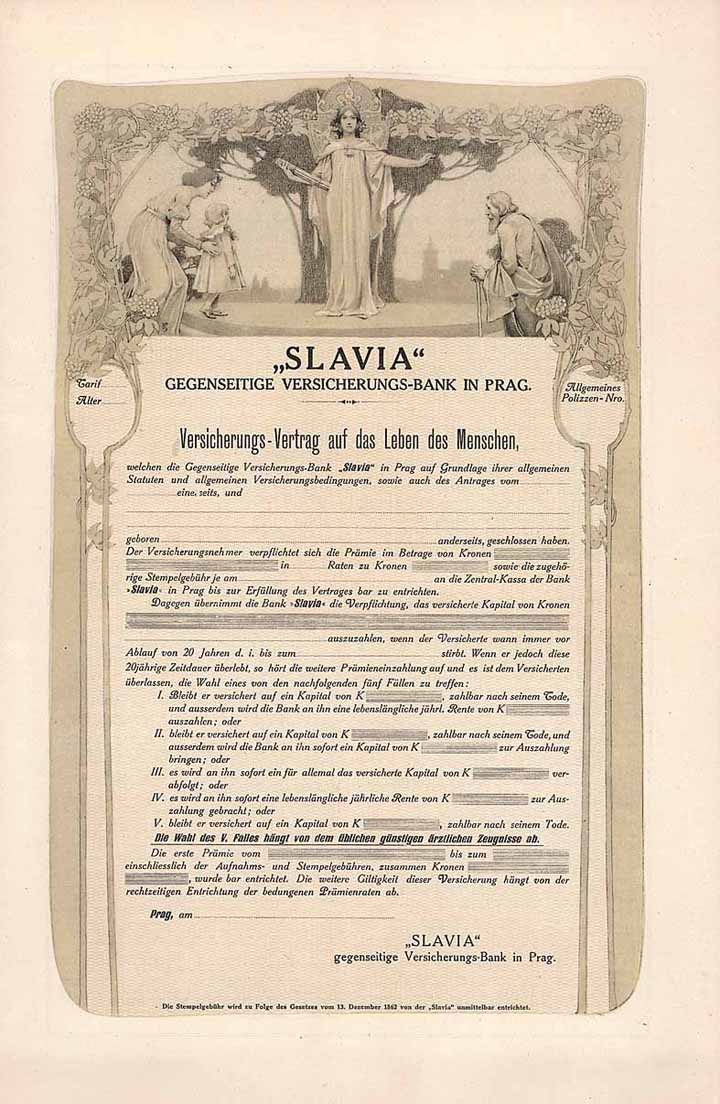 „SLAVIA“
GEGENSEITIGE VERSICHERUNGS-BANK IN PRAG.
Tarif
Alter
Allgemeines
Polizzen-Nro.
Versicherungs-Vertrag auf das Leben des Menschen,
welchen die Gegenseitige Versicherungs-Bank „Slavia“ in Prag auf Grundlage ihrer allgemeinen
Statuten und allgemeinen Versicherungsbedingungen, sowie auch des Antrages vom
einerseits, und
geboren anderseits, geschlossen haben.
Der Versicherungsnehmer verpflichtet sich die Prämie im Betrage von Kronen
in Raten zu Kronen sowie die zugehö-
rige Stempelgebühr je am an die Zentral-Kassa der Bank
»Slavia« in Prag bis zur Erfüllung des Vertrages bar zu entrichten.
Dagegen übernimmt die Bank »Slavia« die Verpflichtung, das versicherte Kapital von Kronen
auszuzahlen, wenn der Versicherte wann immer vor
Ablauf von 20 Jahren d. i. bis zum stirbt. Wenn er jedoch diese
20jährige Zeitdauer überlebt, so hört die weitere Prämieneinzahlung auf und es ist dem Versicherten
überlassen, die Wahl eines von den nachfolgenden fünf Fällen zu treffen:
I. Bleibt er versichert auf ein Kapital von K , zahlbar nach seinem Tode,
und ausserdem wird die Bank an ihn eine lebenslängliche jährl. Rente von K
auszahlen; oder
II. bleibt er versichert auf ein Kapital von K , zahlbar nach seinem Tode, und
ausserdem wird die Bank an ihn sofort ein Kapital von K zur Auszahlung
bringen; oder
III. es wird an ihn sofort ein für allemal das versicherte Kapital von K ver-
abfolgt; oder
IV. es wird an ihn sofort eine lebenslängliche jährliche Rente von K zur Aus-
zahlung gebracht; oder
V. bleibt er versichert auf ein Kapital von K , zahlbar nach seinem Tode.
Die Wahl des V. Falles hängt von dem üblichen günstigen ärztlichen Zeugnisse ab.
Die erste Prämie vom bis zum
einschliesslich der Aufnahms- und Stempelgebühren, zusammen Kronen
, wurde bar entrichtet. Die weitere Giltigkeit dieser Versicherung hängt von der
rechtzeitigen Entrichtung der bedungenen Prämienraten ab.
Prag, am
„SLAVIA“
gegenseitige Versicherungs-Bank in Prag.
Die Stempelgebühr wird zu Folge des Gesetzes vom 13. Dezember 1862 von der „Slavia“ unmittelbar entrichtet.